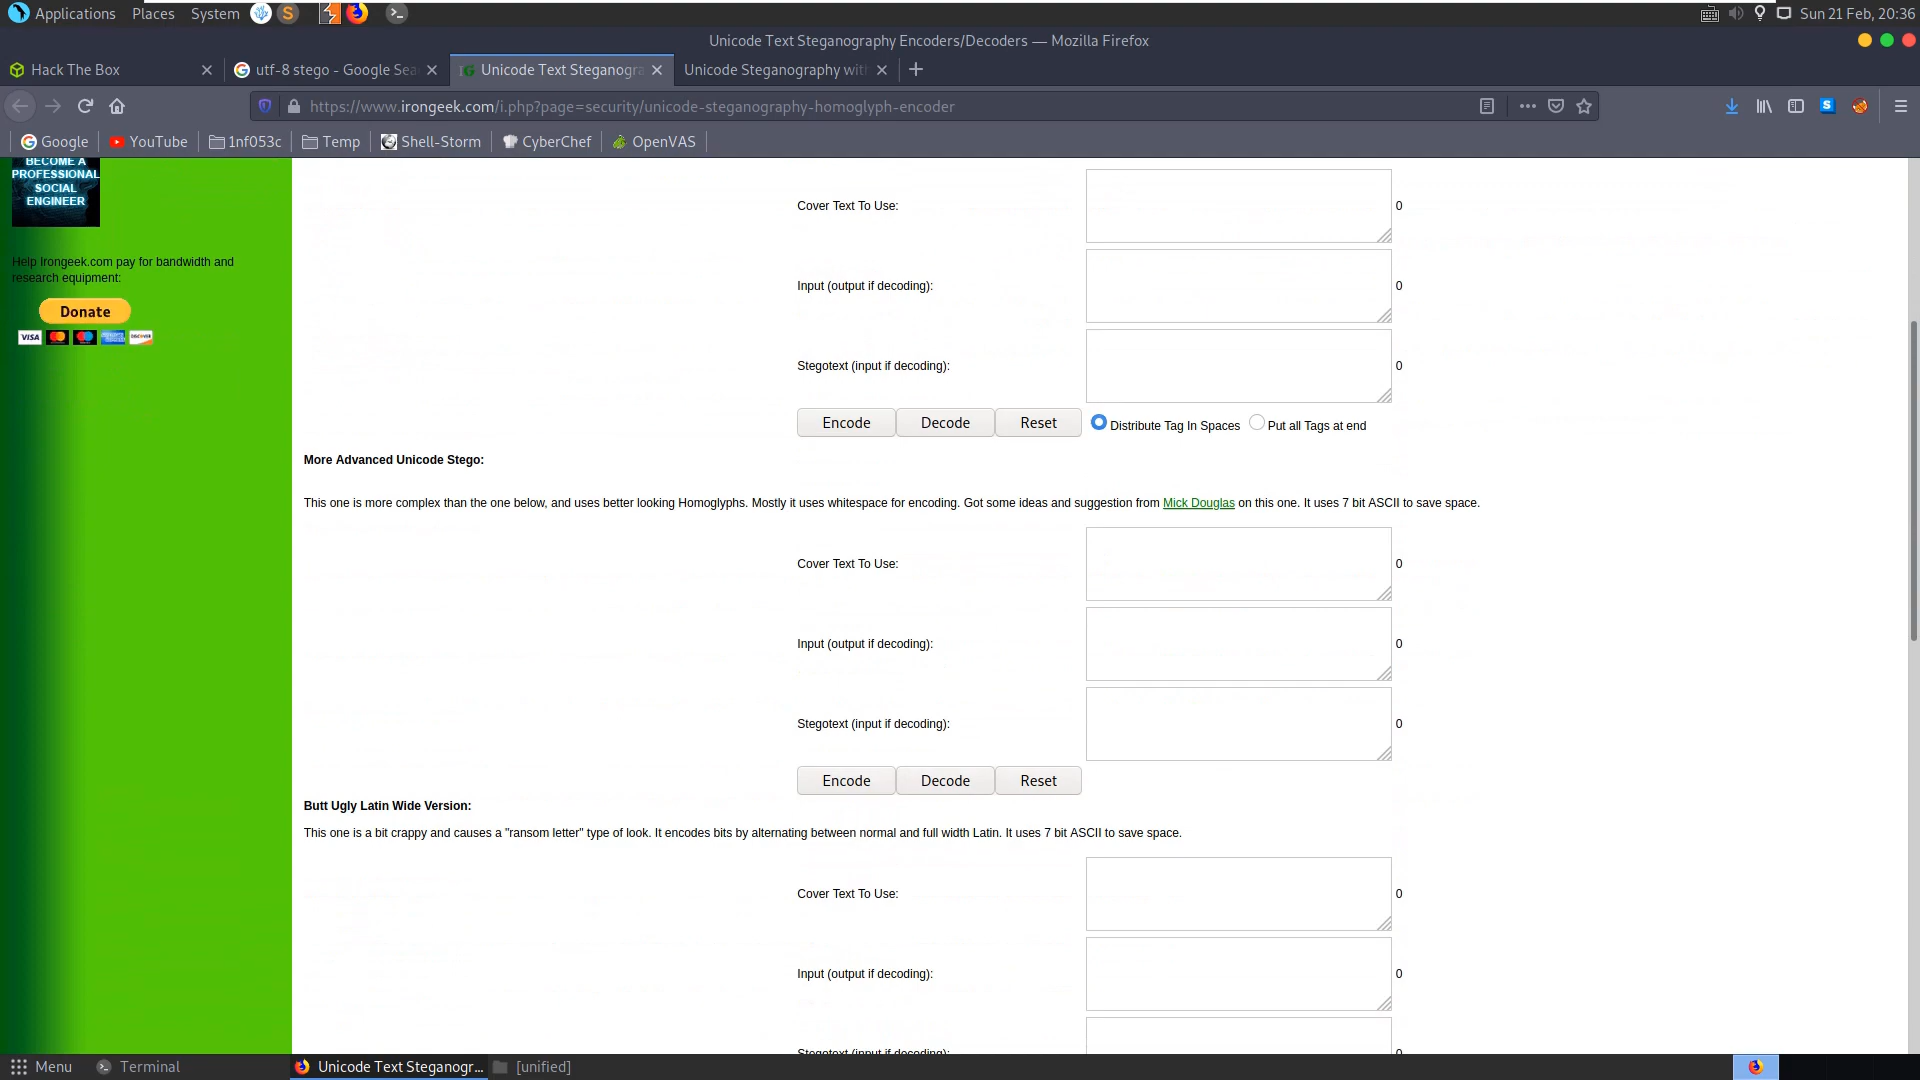 Applications Places System Sun 21 Feb, 20:36
Unicode Text Steganography Encoders/Decoders — Mozilla Firefox
Hack The Box utf-8 stego - Google Sea Unicode Text Steganogra Unicode Steganography with
https://www.irongeek.com/i.php?page=security/unicode-steganography-homoglyph-encoder
Google YouTube 1nf053c Temp Shell-Storm CyberChef OpenVAS
BECOME A
PROFESSIONAL
SOCIAL
ENGINEER
Help Irongeek.com pay for bandwidth and
research equipment:
Donate
VISA
DISCOVER
Cover Text To Use: 0
Input (output if decoding): 0
Stegotext (input if decoding): 0
Encode Decode Reset Distribute Tag In Spaces Put all Tags at end
More Advanced Unicode Stego:
This one is more complex than the one below, and uses better looking Homoglyphs. Mostly it uses whitespace for encoding. Got some ideas and suggestion from Mick Douglas on this one. It uses 7 bit ASCII to save space.
Cover Text To Use: 0
Input (output if decoding): 0
Stegotext (input if decoding): 0
Encode Decode Reset
Butt Ugly Latin Wide Version:
This one is a bit crappy and causes a "ransom letter" type of look. It encodes bits by alternating between normal and full width Latin. It uses 7 bit ASCII to save space.
Cover Text To Use: 0
Input (output if decoding): 0
Stegotext (input if decoding): 0
Menu Terminal Unicode Text Steganogr... [unified]